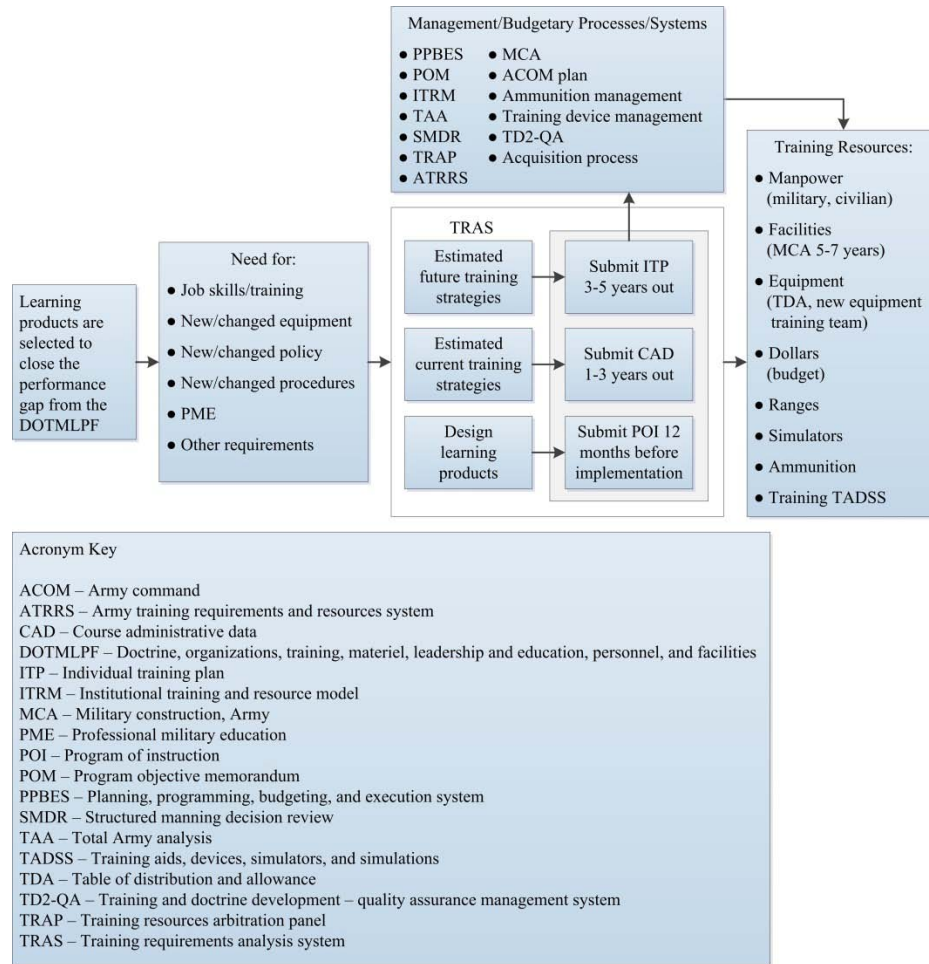 Management/Budgetary Processes/Systems
● PPBES
● POM
● ITRM
● TAA
● SMDR
● TRAP
● ATRRS
● MCA
● ACOM plan
● Ammunition management
● Training device management
● TD2-QA
● Acquisition process
Learning
products are
selected to
close the
performance
gap from the
DOTMLPF
Need for:
● Job skills/training
● New/changed equipment
● New/changed policy
● New/changed procedures
● PME
● Other requirements
TRAS
Estimated
future training
strategies
Submit ITP
3-5 years out
Estimated
current training
strategies
Submit CAD
1-3 years out
Design
learning
products
Submit POI 12
months before
implementation
Training Resources:
● Manpower
(military, civilian)
● Facilities
(MCA 5-7 years)
● Equipment
(TDA, new equipment
training team)
● Dollars
(budget)
● Ranges
● Simulators
● Ammunition
● Training TADSS
Acronym Key
ACOM – Army command
ATRRS – Army training requirements and resources system
CAD – Course administrative data
DOTMLPF – Doctrine, organizations, training, materiel, leadership and education, personnel, and facilities
ITP – Individual training plan
ITRM – Institutional training and resource model
MCA – Military construction, Army
PME – Professional military education
POI – Program of instruction
POM – Program objective memorandum
PPBES – Planning, programming, budgeting, and execution system
SMDR – Structured manning decision review
TAA – Total Army analysis
TADSS – Training aids, devices, simulators, and simulations
TDA – Table of distribution and allowance
TD2-QA – Training and doctrine development – quality assurance management system
TRAP – Training resources arbitration panel
TRAS – Training requirements analysis system